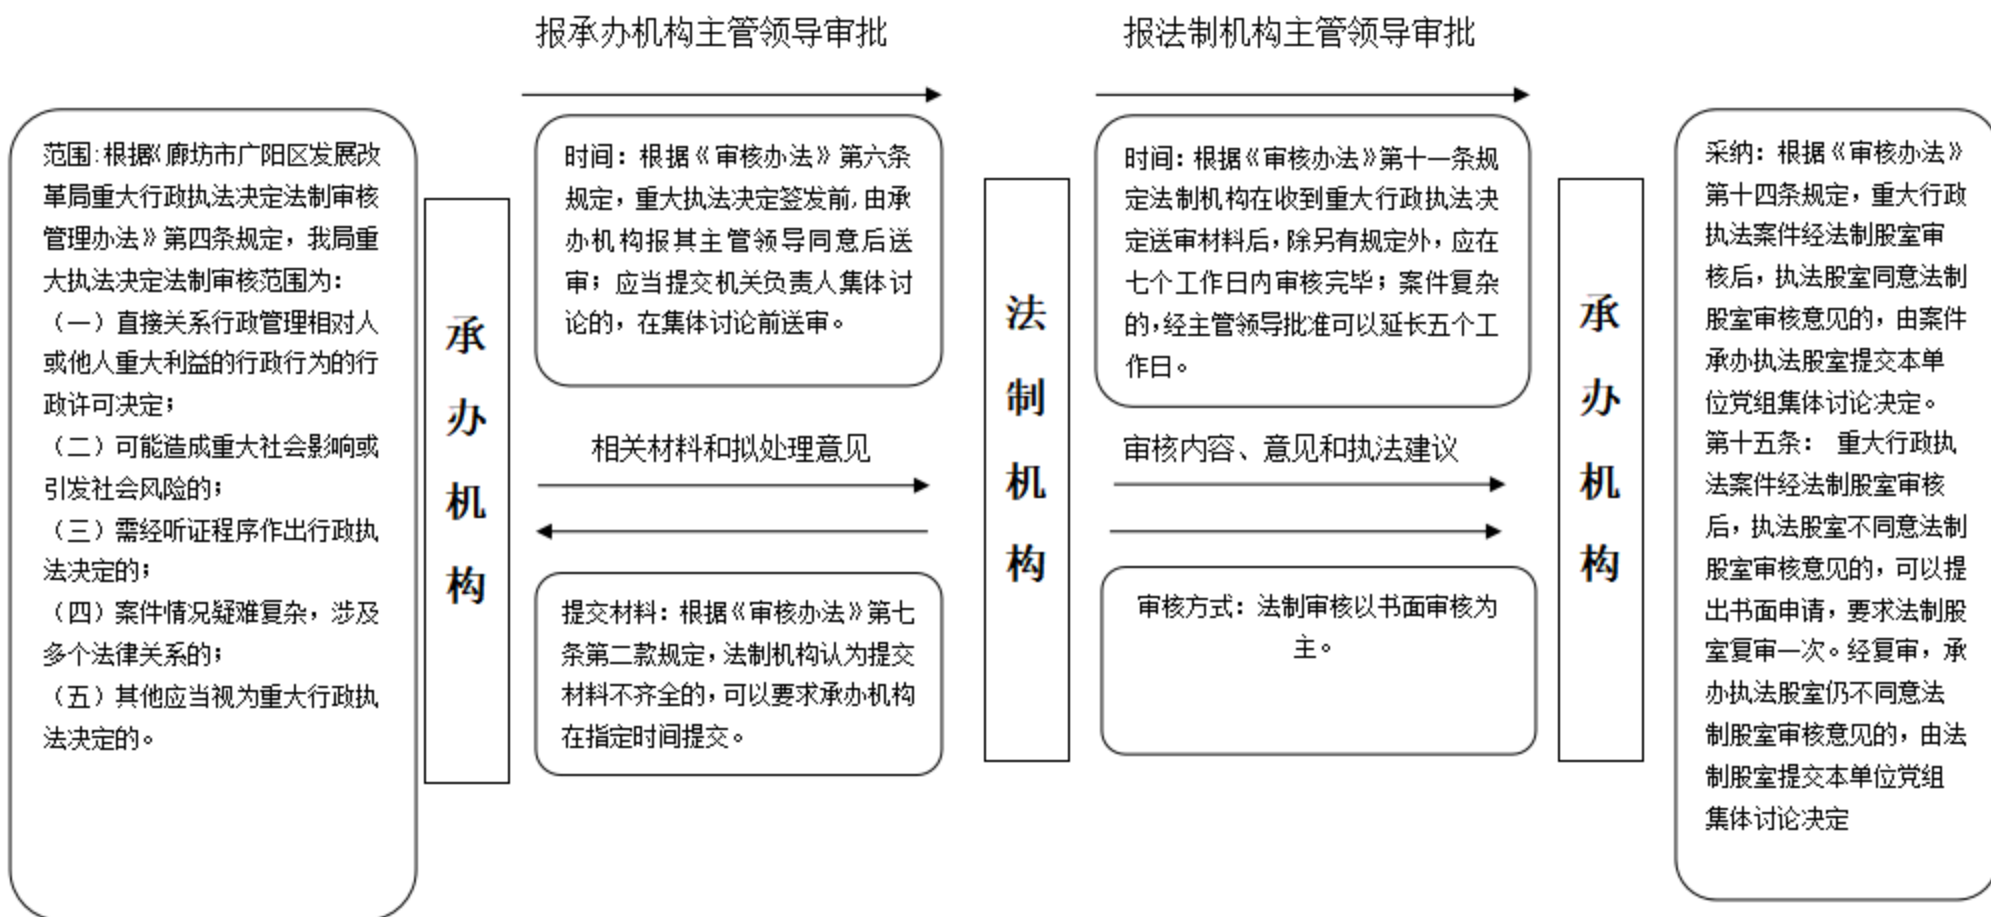 报承办机构主管领导审批
报法制机构主管领导审批
范围:根据《廊坊市广阳区发展改
革局重大行政执法决定法制审核
管理办法》第四条规定，我局重
大执法决定法制审核范围为：
（一）直接关系行政管理相对人
或他人重大利益的行政行为的行
政许可决定；
（二）可能造成重大社会影响或
引发社会风险的；
（三）需经听证程序作出行政执
法决定的；
（四）案件情况疑难复杂，涉及
多个法律关系的；
（五）其他应当视为重大行政执
法决定的。
承
办
机
构
时间：根据《审核办法》第六条
规定，重大执法决定签发前,由承
办机构报其主管领导同意后送
审；应当提交机关负责人集体讨
论的，在集体讨论前送审。
相关材料和拟处理意见
提交材料：根据《审核办法》第七
条第二款规定，法制机构认为提交
材料不齐全的，可以要求承办机构
在指定时间提交。
法
制
机
构
时间：根据《审核办法》第十一条规
定法制机构在收到重大行政执法决
定送审材料后，除另有规定外，应在
七个工作日内审核完毕；案件复杂
的，经主管领导批准可以延长五个工
作日。
审核内容、意见和执法建议
审核方式：法制审核以书面审核为
主。
承
办
机
构
采纳：根据《审核办法》
第十四条规定，重大行政
执法案件经法制股室审
核后，执法股室同意法制
股室审核意见的，由案件
承办执法股室提交本单
位党组集体讨论决定。
第十五条： 重大行政执
法案件经法制股室审核
后，执法股室不同意法制
股室审核意见的，可以提
出书面申请，要求法制股
室复审一次。经复审，承
办执法股室仍不同意法
制股室审核意见的，由法
制股室提交本单位党组
集体讨论决定